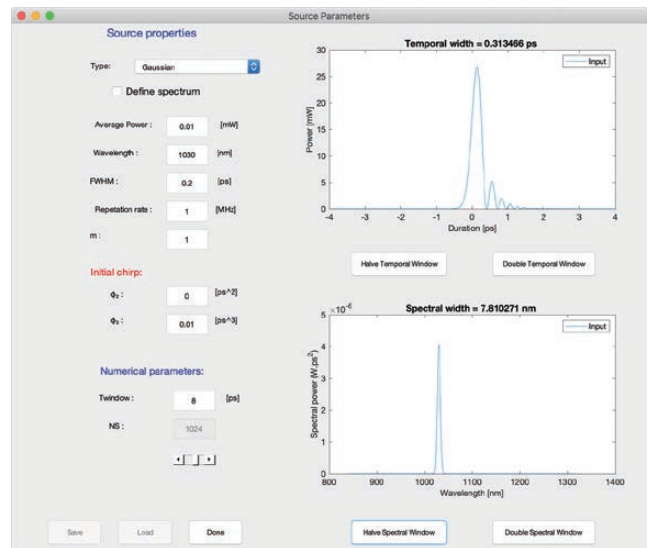 Source Parameters
Source properties
Type: Gaussian
Define spectrum
Average Power : 0.01 [mW]
Wavelength : 1030 [nm]
FWHM : 0.2 [ps]
Repetation rate : 1 [MHz]
m : 1
Initial chirp:
ϕ₂ : 0 [ps^2]
ϕ₃ : 0.01 [ps^3]
Numerical parameters:
Twindow : 8 [ps]
NS : 1024
Save Load Done
Temporal width = 0.313466 ps
Input
Power [mW]
30
25
20
15
10
5
0
-4 -3 -2 -1 0 1 2 3 4
Duration [ps]
Halve Temporal Window Double Temporal Window
Spectral width = 7.810271 nm
×10⁻⁶
Input
Spectral power (W.ps²)
5
4
3
2
1
0
800 900 1000 1100 1200 1300 1400
Wavelength [nm]
Halve Spectral Window Double Spectral Window